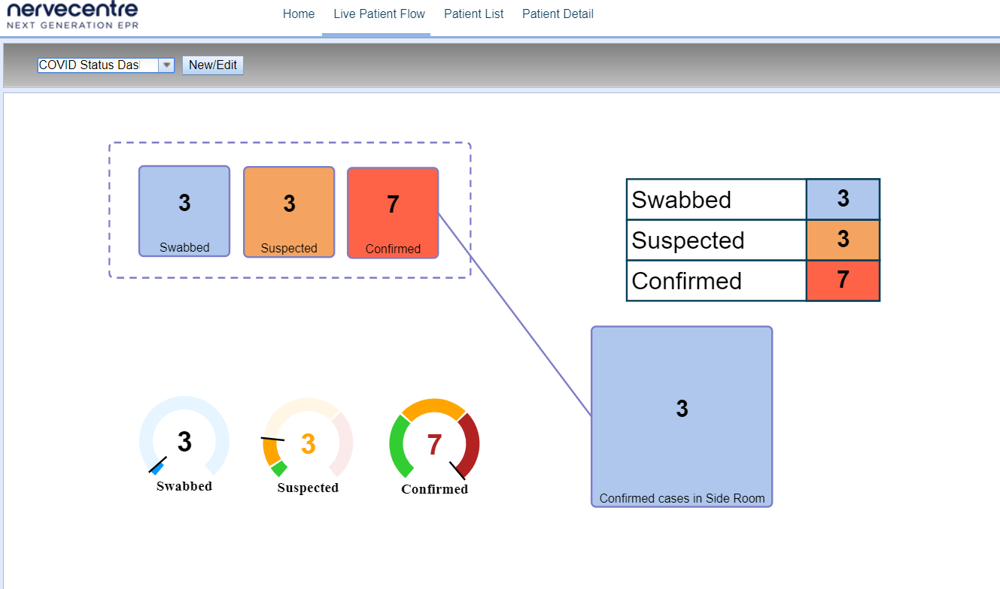 nervecentre
NEXT GENERATION EPR
Home Live Patient Flow Patient List Patient Detail
COVID Status Das
New/Edit
3 3 7
Swabbed Suspected Confirmed
Swabbed 3
Suspected 3
Confirmed 7
3
Confirmed cases in Side Room
3 3 7
Swabbed Suspected Confirmed